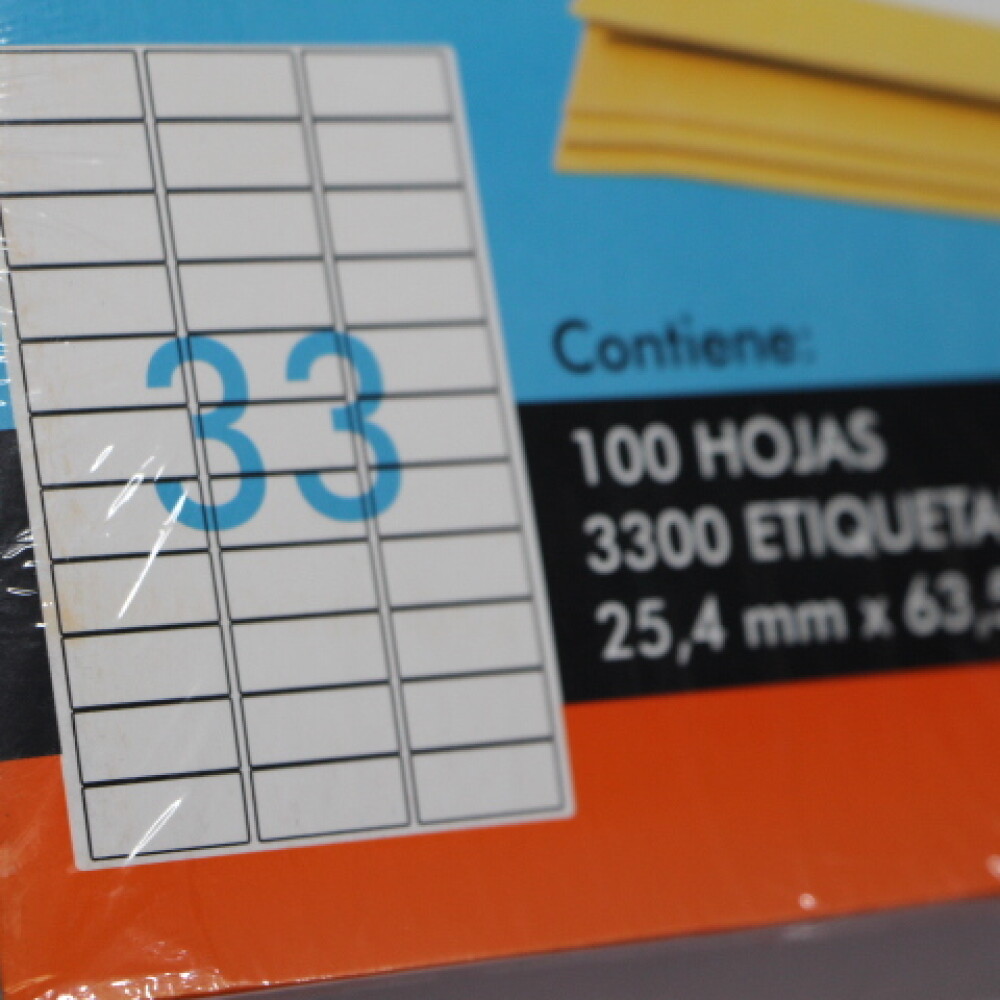 33
Contiene:
100 HOJAS
3300 ETIQUETA
25,4 mm x 63,